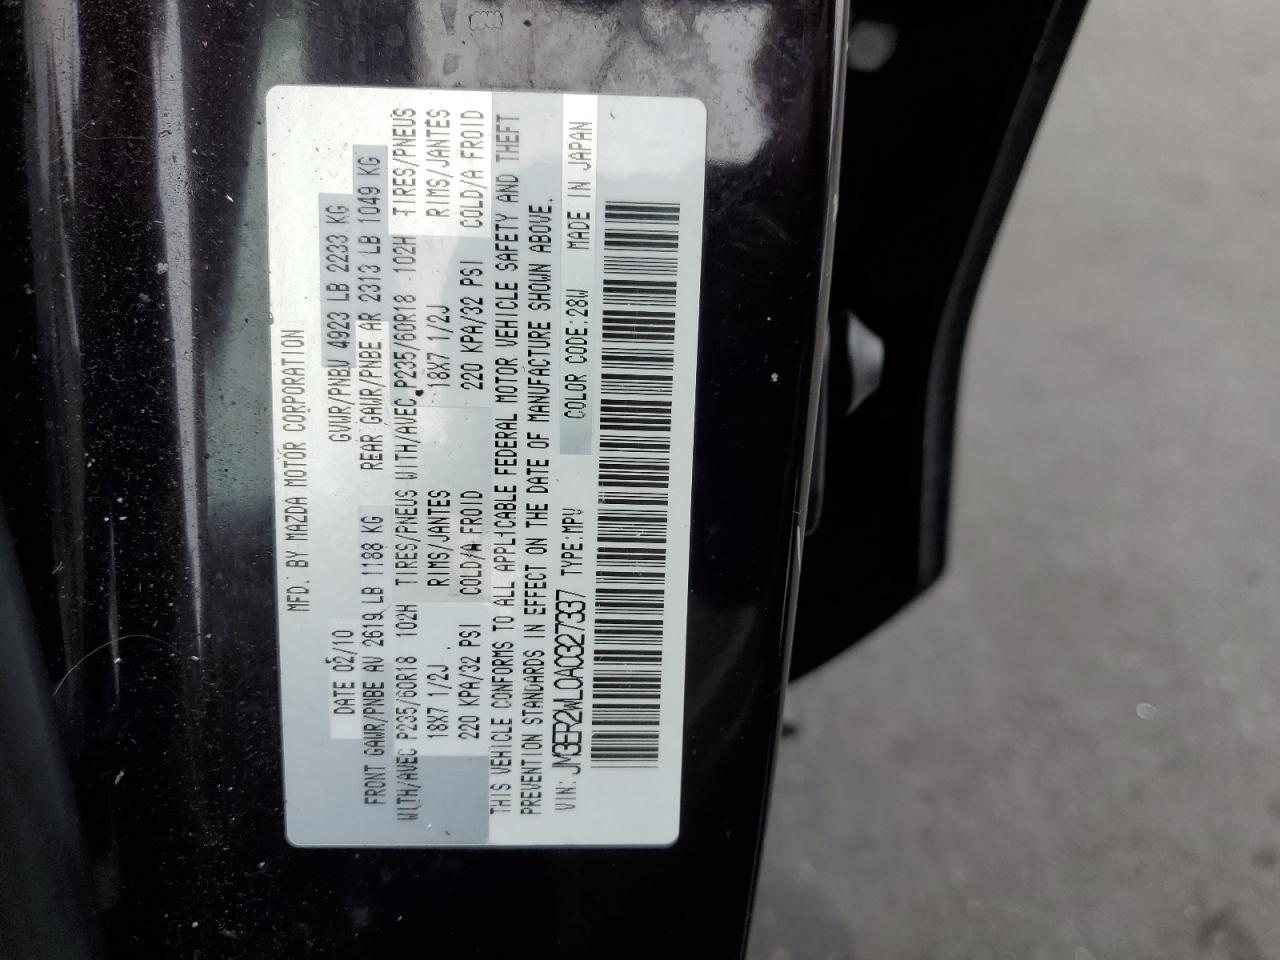 MFD. BY MAZDA MOTOR CORPORATION
DATE 02/10 GVWR/PNBV 4923 LB 2233 KG
FRONT GAWR/PNBE AV 2619 LB 1188 KG REAR GAWR/PNBE AR 2313 LB 1049 KG
WITH/AVEC P235/60R18 102H TIRES/PNEUS WITH/AVEC P235/60R18 102H TIRES/PNEUS
18X7 1/2J RIMS/JANTES 18X7 1/2J RIMS/JANTES
220 KPA/32 PSI COLD/A FROID 220 KPA/32 PSI COLD/A FROID
THIS VEHICLE CONFORMS TO ALL APPLICABLE FEDERAL MOTOR VEHICLE SAFETY AND THEFT
PREVENTION STANDARDS IN EFFECT ON THE DATE OF MANUFACTURE SHOWN ABOVE.
VIN: JM3ER2WL0A0327337 TYPE:MPV COLOR CODE:28W MADE IN JAPAN